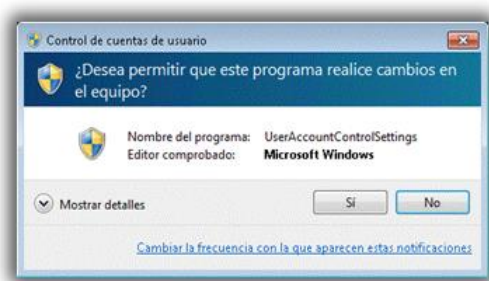 Control de cuentas de usuario
¿Desea permitir que este programa realice cambios en
el equipo?
Nombre del programa: UserAccountControlSettings
Editor comprobado: Microsoft Windows
Mostrar detalles
Sí
No
Cambiar la frecuencia con la que aparecen estas notificaciones